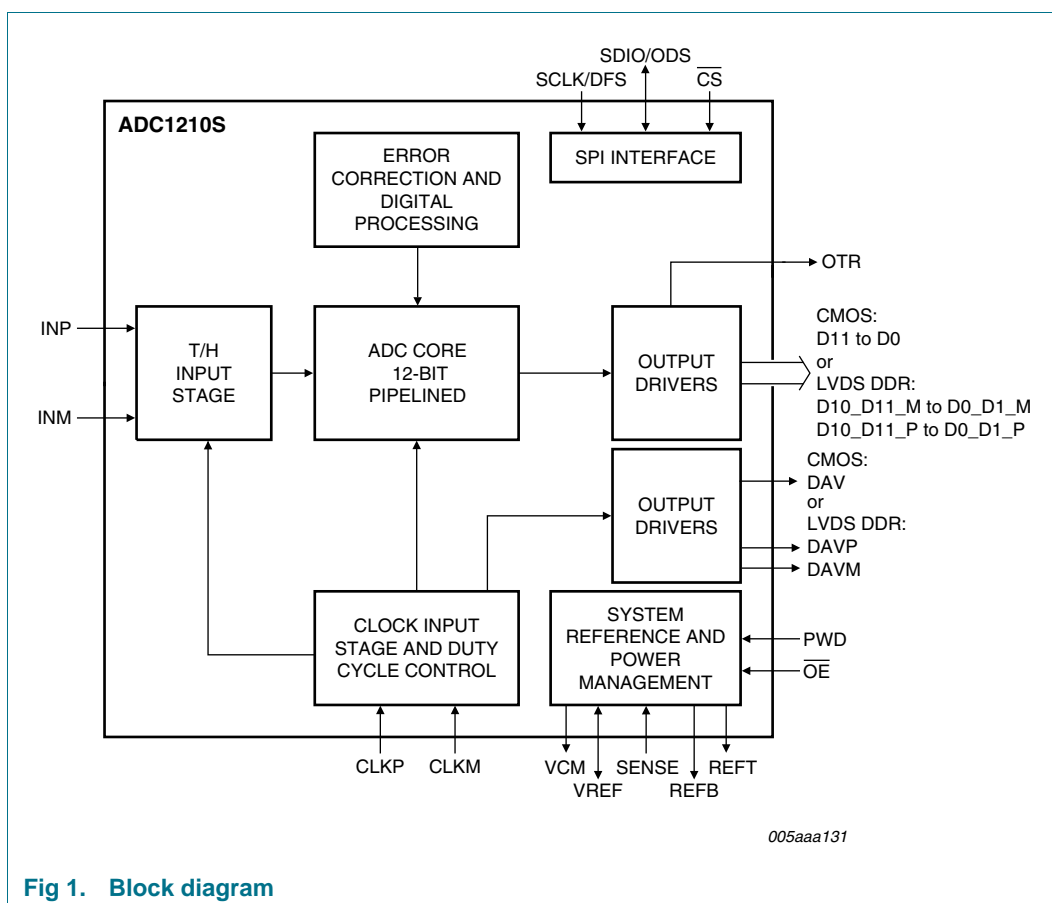 SDIO/ODS
SCLK/DFS
C̅S̅
ADC1210S
ERROR
CORRECTION AND
DIGITAL
PROCESSING
SPI INTERFACE
OTR
INP
INM
T/H
INPUT
STAGE
ADC CORE
12-BIT
PIPELINED
OUTPUT
DRIVERS
CMOS:
D11 to D0
or
LVDS DDR:
D10_D11_M to D0_D1_M
D10_D11_P to D0_D1_P
OUTPUT
DRIVERS
CMOS:
DAV
or
LVDS DDR:
DAVP
DAVM
CLOCK INPUT
STAGE AND DUTY
CYCLE CONTROL
SYSTEM
REFERENCE AND
POWER
MANAGEMENT
PWD
O̅E̅
CLKP
CLKM
VCM
VREF
SENSE
REFB
REFT
005aaa131
Fig 1. Block diagram